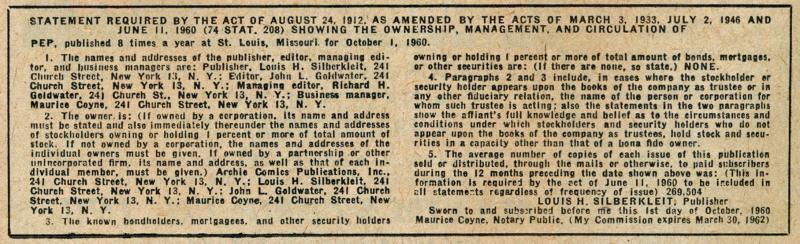 STATEMENT REQUIRED BY THE ACT OF AUGUST 24, 1912, AS AMENDED BY THE ACTS OF MARCH 3, 1933, JULY 2, 1946 AND
JUNE 11, 1960 (74 STAT. 208) SHOWING THE OWNERSHIP, MANAGEMENT, AND CIRCULATION OF
PEP, published 8 times a year at St. Louis, Missouri for October 1, 1960.
1. The names and addresses of the publisher, editor, managing edi-
tor, and business managers are: Publisher, Louis H. Silberkleit, 241
Church Street, New York 13, N. Y.; Editor, John L. Goldwater, 241
Church Street, New York 13, N. Y.; Managing editor, Richard H.
Goldwater, 241 Church St., New York 13, N. Y.; Business manager,
Maurice Coyne, 241 Church Street, New York 13, N. Y.
2. The owner is: (If owned by a corporation, its name and address
must be stated and also immediately thereunder the names and addresses
of stockholders owning or holding 1 percent or more of total amount of
stock. If not owned by a corporation, the names and addresses of the
individual owners must be given. If owned by a partnership or other
unincorporated firm, its name and address, as well as that of each in-
dividual member, must be given.) Archie Comics Publications, Inc.,
241 Church Street, New York 13, N. Y.; Louis H. Silberkleit, 241
Church Street, New York 13, N. Y.; John L. Goldwater, 241 Church
Street, New York 13, N. Y.; Maurice Coyne, 241 Church Street, New
York 13, N. Y.
3. The known bondholders, mortgagees, and other security holders
owning or holding 1 percent or more of total amount of bonds, mortgages,
or other securities are: (If there are none, so state.) NONE.
4. Paragraphs 2 and 3 include, in cases where the stockholder or
security holder appears upon the books of the company as trustee or in
any other fiduciary relation, the name of the person or corporation for
whom such trustee is acting; also the statements in the two paragraphs
show the affiant's full knowledge and belief as to the circumstances and
conditions under which stockholders and security holders who do not
appear upon the books of the company as trustees, hold stock and secu-
rities in a capacity other than that of a bona fide owner.
5. The average number of copies of each issue of this publication
sold or distributed, through the mails or otherwise, to paid subscribers
during the 12 months preceding the date shown above was: (This in-
formation is required by the act of June 11, 1960 to be included in
all statements regardless of frequency of issue) 269.504
LOUIS H. SILBERKLEIT; Publisher
Sworn to and subscribed before me this 1st day of October, 1960
Maurice Coyne, Notary Public, (My Commission expires March 30, 1962)